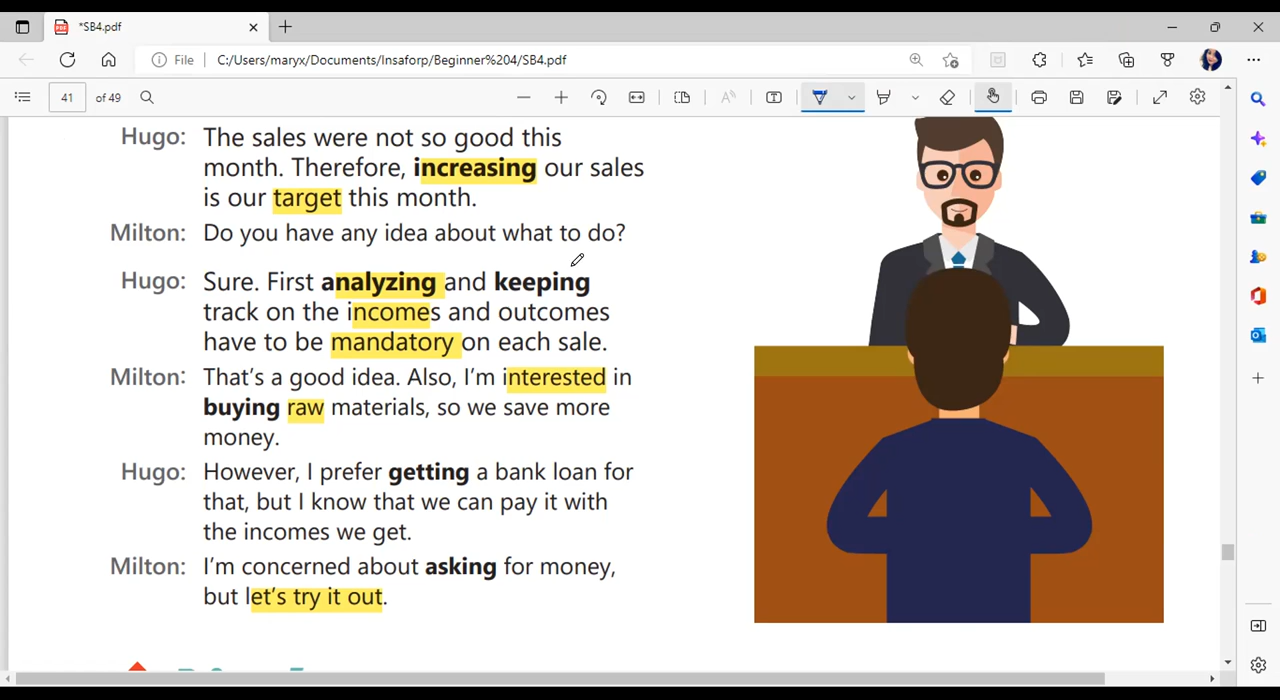 *SB4.pdf
File C:/Users/maryx/Documents/Insaforp/Beginner%204/SB4.pdf
41 of 49
Hugo: The sales were not so good this
month. Therefore, increasing our sales
is our target this month.
Milton: Do you have any idea about what to do?
Hugo: Sure. First analyzing and keeping
track on the incomes and outcomes
have to be mandatory on each sale.
Milton: That's a good idea. Also, I'm interested in
buying raw materials, so we save more
money.
Hugo: However, I prefer getting a bank loan for
that, but I know that we can pay it with
the incomes we get.
Milton: I'm concerned about asking for money,
but let's try it out.